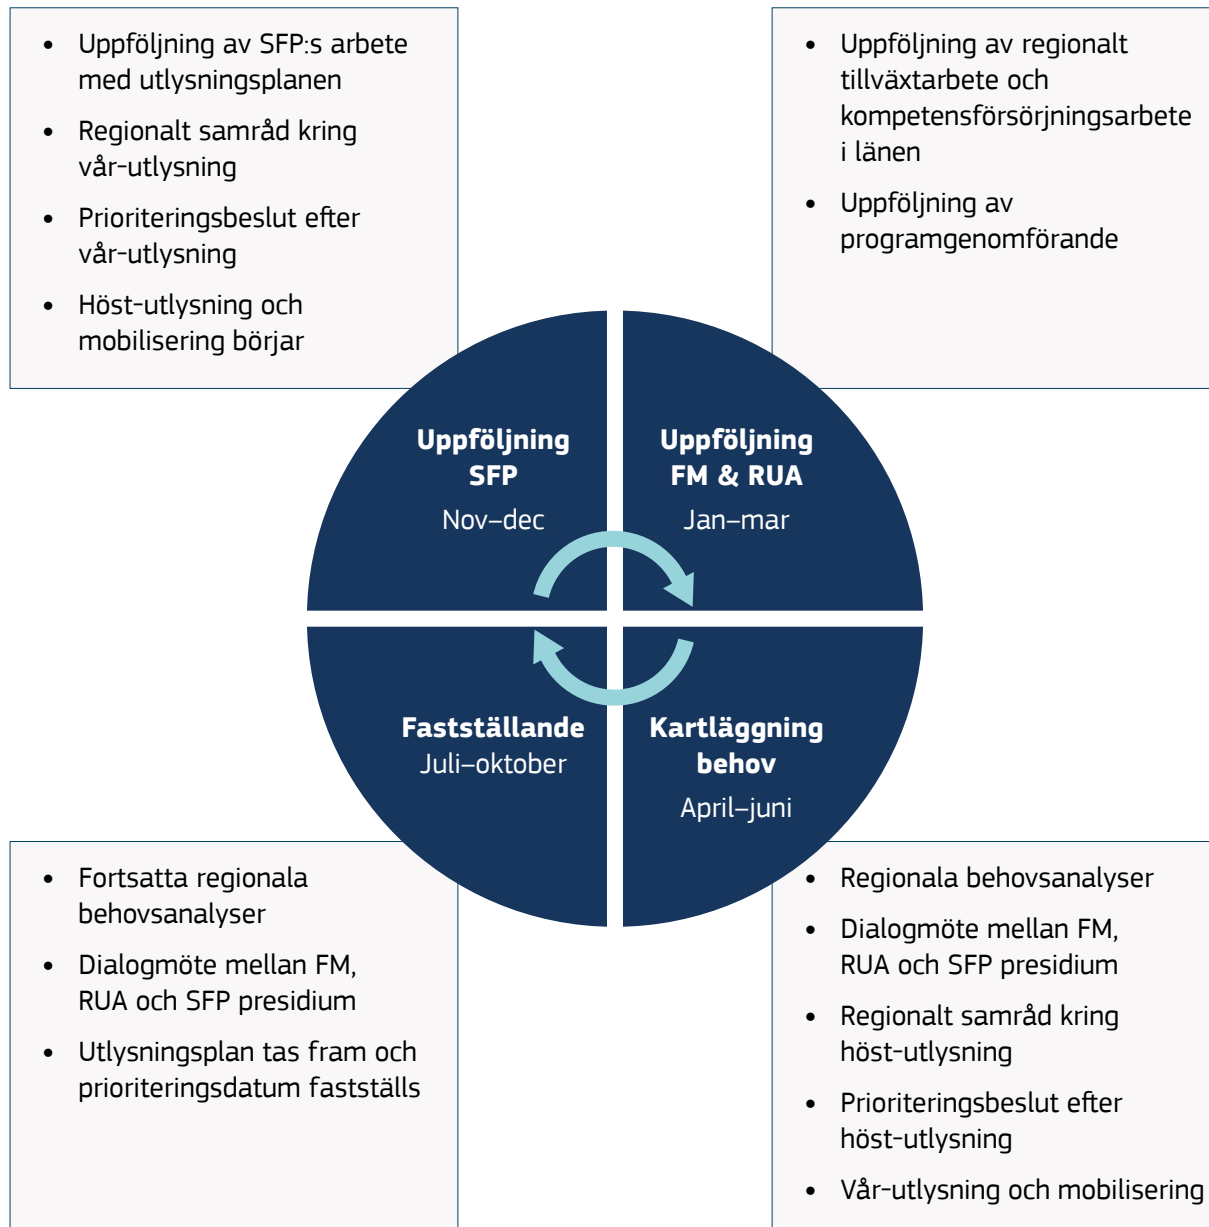 • Uppföljning av SFP:s arbete
med utlysningsplanen
• Regionalt samråd kring
vår-utlysning
• Prioriteringsbeslut efter
vår-utlysning
• Höst-utlysning och
mobilisering börjar
• Uppföljning av regionalt
tillväxtarbete och
kompetensförsörjningsarbete
i länen
• Uppföljning av
programgenomförande
Uppföljning
SFP
Nov–dec
Uppföljning
FM & RUA
Jan–mar
Fastställande
Juli–oktober
Kartläggning
behov
April–juni
• Fortsatta regionala
behovsanalyser
• Dialogmöte mellan FM,
RUA och SFP presidium
• Utlysningsplan tas fram och
prioriteringsdatum fastställs
• Regionala behovsanalyser
• Dialogmöte mellan FM,
RUA och SFP presidium
• Regionalt samråd kring
höst-utlysning
• Prioriteringsbeslut efter
höst-utlysning
• Vår-utlysning och mobilisering